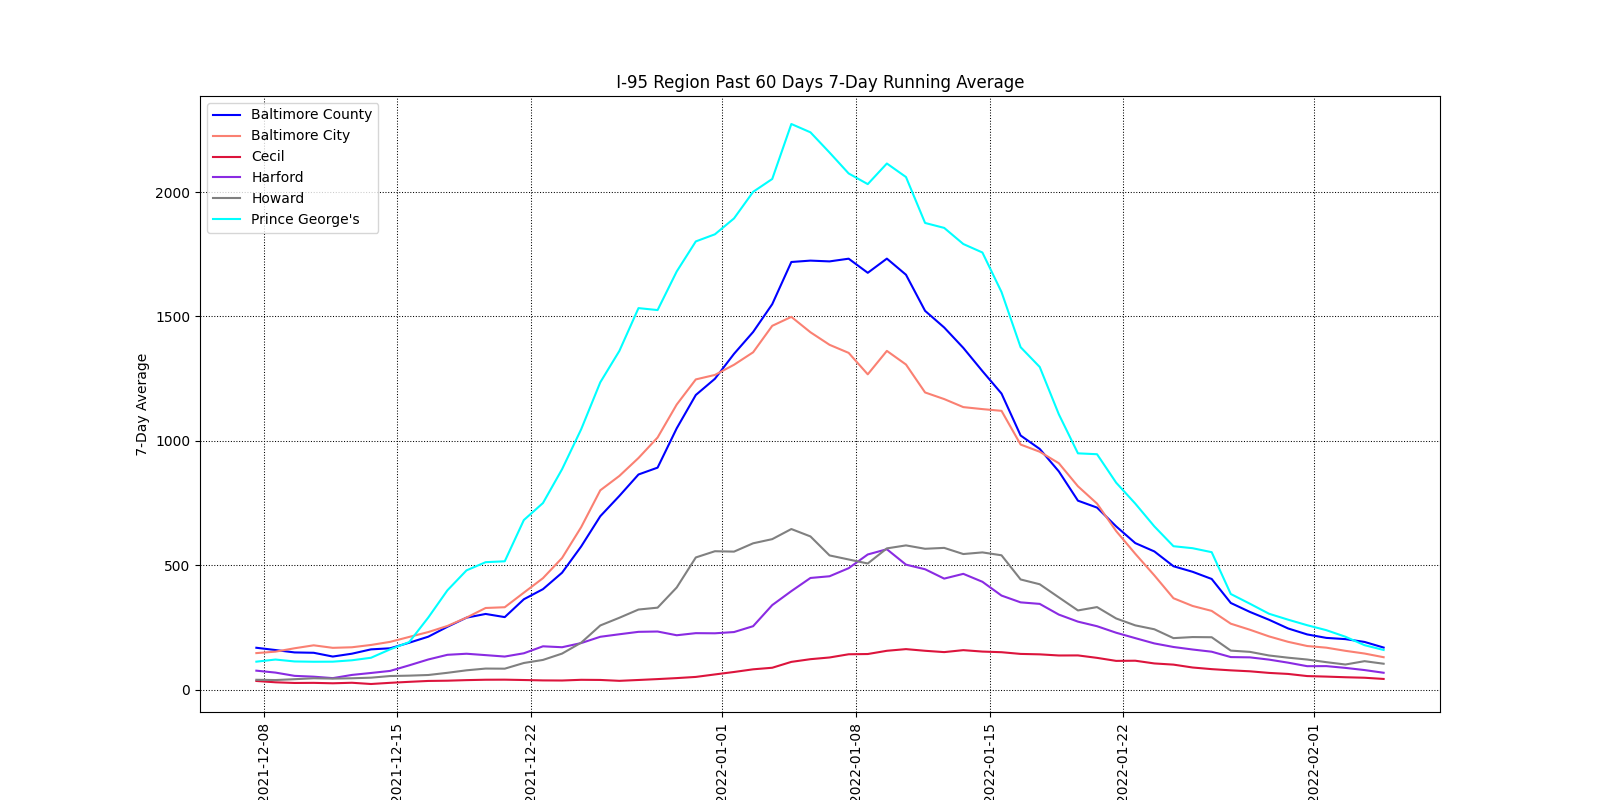 I-95 Region Past 60 Days 7-Day Running Average
Baltimore County
Baltimore City
Cecil
Harford
Howard
Prince George's
7-Day Average
2000
1500
1000
500
0
2021-12-08
2021-12-15
2021-12-22
2022-01-01
2022-01-08
2022-01-15
2022-01-22
2022-02-01